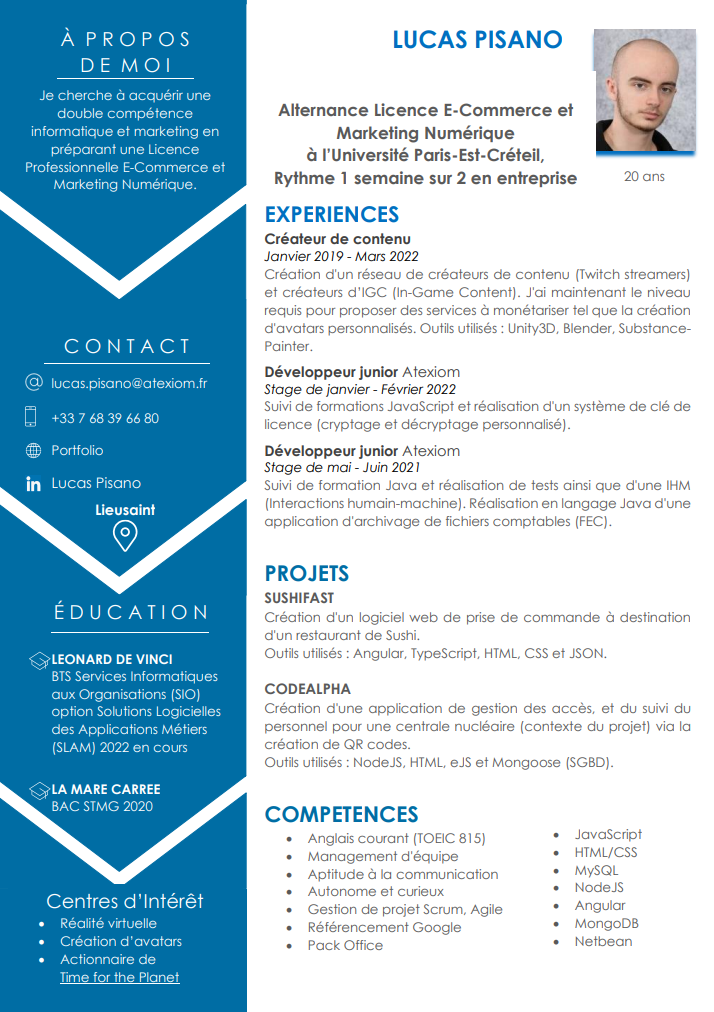 À PROPOS
DE MOI
Je cherche à acquérir une
double compétence
informatique et marketing en
préparant une Licence
Professionnelle E-Commerce et
Marketing Numérique.
CONTACT
lucas.pisano@atexiom.fr
+33 7 68 39 66 80
Portfolio
in Lucas Pisano
Lieusaint
ÉDUCATION
LEONARD DE VINCI
BTS Services Informatiques
aux Organisations (SIO)
option Solutions Logicielles
des Applications Métiers
(SLAM) 2022 en cours
LA MARE CARREE
BAC STMG 2020
Centres d'Intérêt
• Réalité virtuelle
• Création d'avatars
• Actionnaire de
Time for the Planet
LUCAS PISANO
Alternance Licence E-Commerce et
Marketing Numérique
à l'Université Paris-Est-Créteil,
Rythme 1 semaine sur 2 en entreprise
20 ans
EXPERIENCES
Créateur de contenu
Janvier 2019 - Mars 2022
Création d'un réseau de créateurs de contenu (Twitch streamers)
et créateurs d'IGC (In-Game Content). J'ai maintenant le niveau
requis pour proposer des services à monétariser tel que la création
d'avatars personnalisés. Outils utilisés : Unity3D, Blender, Substance-
Painter.
Développeur junior Atexiom
Stage de janvier - Février 2022
Suivi de formations JavaScript et réalisation d'un système de clé de
licence (cryptage et décryptage personnalisé).
Développeur junior Atexiom
Stage de mai - Juin 2021
Suivi de formation Java et réalisation de tests ainsi que d'une IHM
(Interactions humain-machine). Réalisation en langage Java d'une
application d'archivage de fichiers comptables (FEC).
PROJETS
SUSHIFAST
Création d'un logiciel web de prise de commande à destination
d'un restaurant de Sushi.
Outils utilisés : Angular, TypeScript, HTML, CSS et JSON.
CODEALPHA
Création d'une application de gestion des accès, et du suivi du
personnel pour une centrale nucléaire (contexte du projet) via la
création de QR codes.
Outils utilisés : NodeJS, HTML, eJS et Mongoose (SGBD).
COMPETENCES
• Anglais courant (TOEIC 815)
• Management d'équipe
• Aptitude à la communication
• Autonome et curieux
• Gestion de projet Scrum, Agile
• Référencement Google
• Pack Office
• JavaScript
• HTML/CSS
• MySQL
• NodeJS
• Angular
• MongoDB
• Netbean